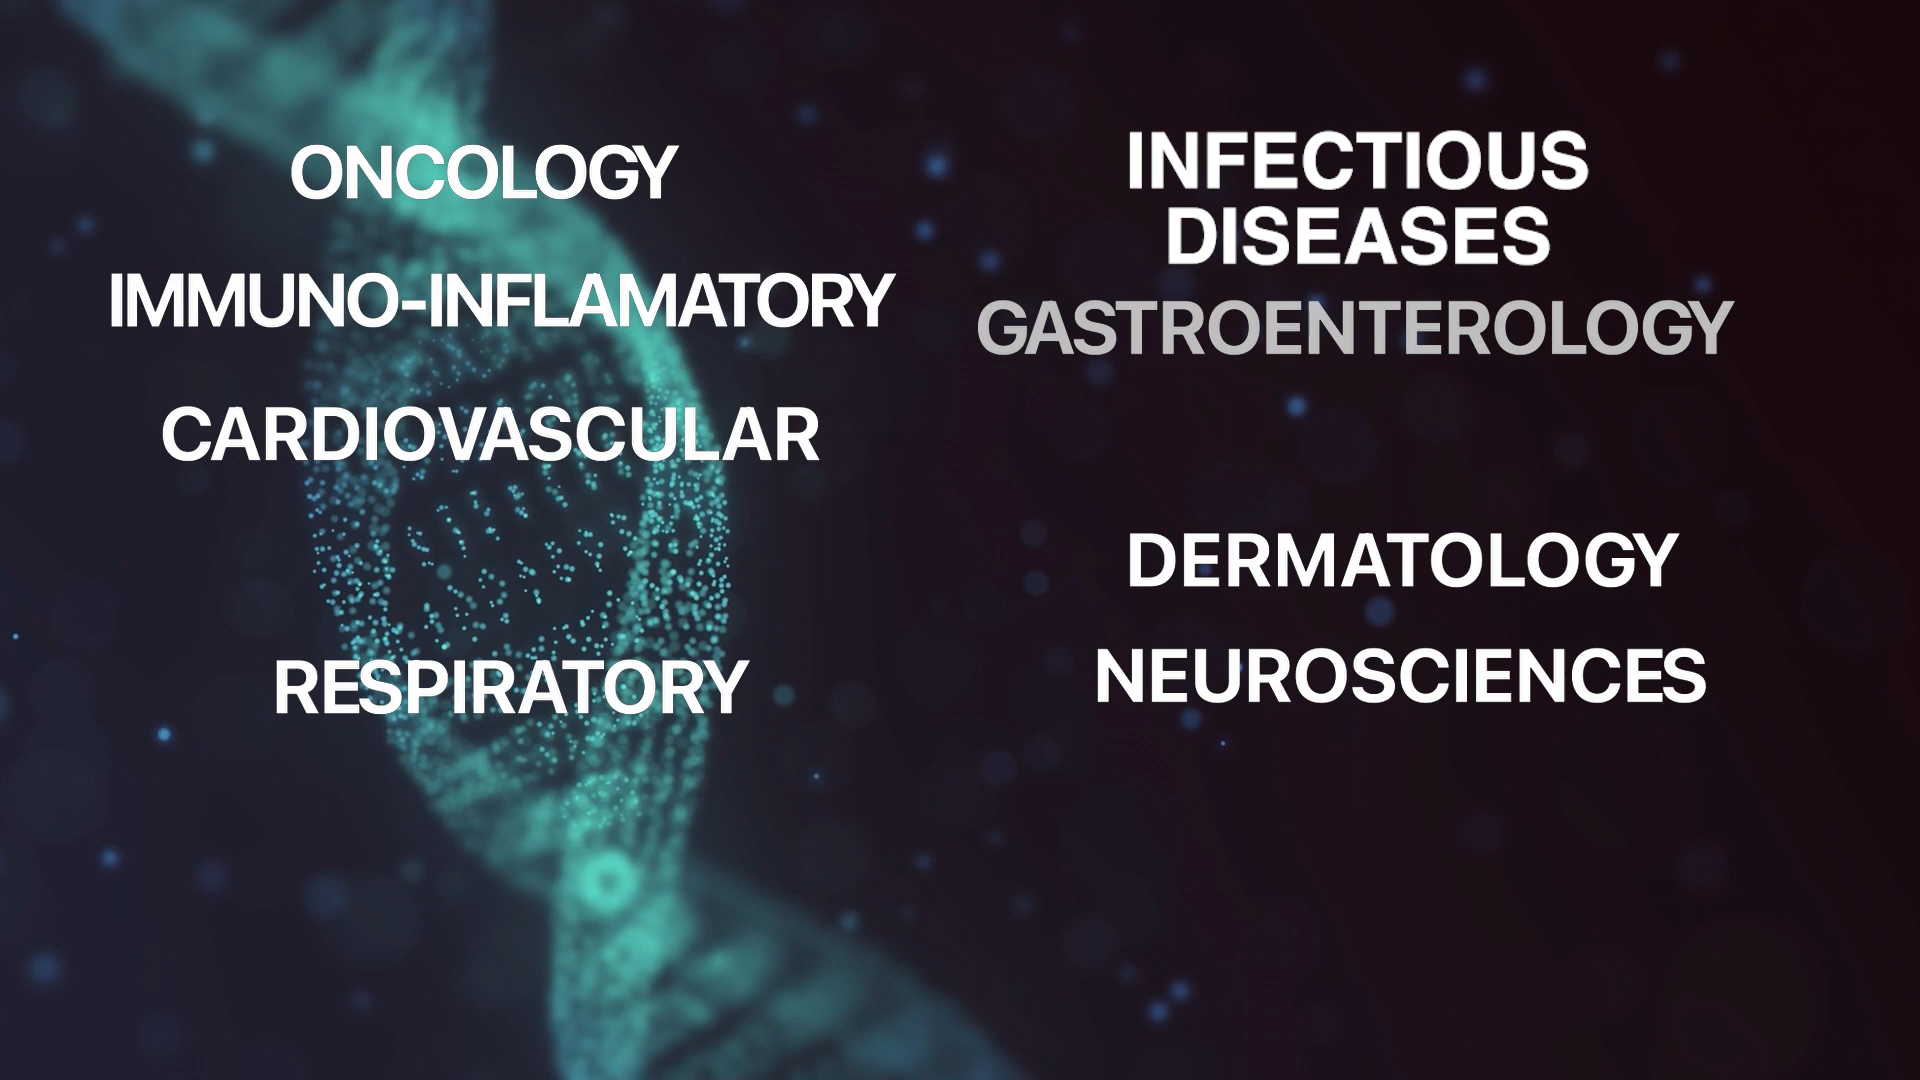 ONCOLOGY
IMMUNO-INFLAMATORY
CARDIOVASCULAR
RESPIRATORY
INFECTIOUS
DISEASES
GASTROENTEROLOGY
DERMATOLOGY
NEUROSCIENCES